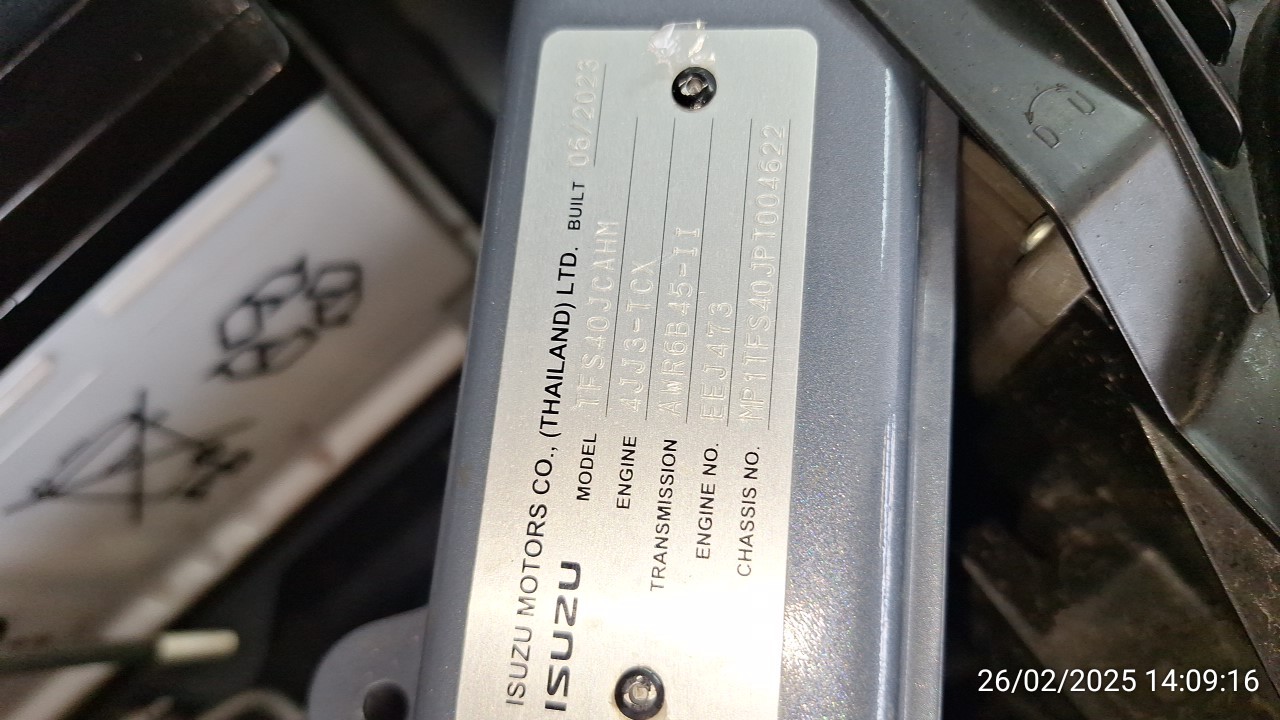 ISUZU MOTORS CO., (THAILAND) LTD. BUILT 06/2023
ISUZU
MODEL TFS40JCAHM
ENGINE 4JJ3-TCX
TRANSMISSION AWR6B45-II
ENGINE NO. EEJ473
CHASSIS NO. MP1TFS40JPT004622
26/02/2025 14:09:16